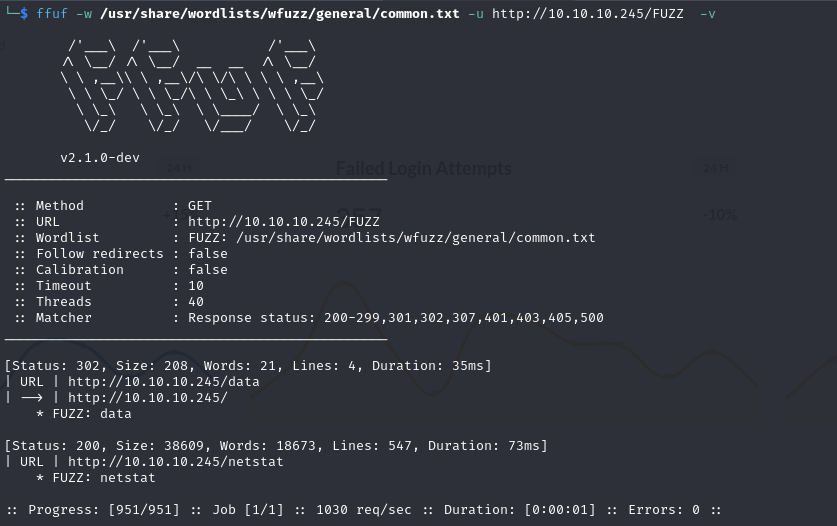 └─$ ffuf -w /usr/share/wordlists/wfuzz/general/common.txt -u http://10.10.10.245/FUZZ  -v
        /'___\  /'___\           /'___\
       /\ \__/ /\ \__/  __  __  /\ \__/
       \ \ ,__\\ \ ,__\/\ \/\ \ \ \ ,__\
        \ \ \_/ \ \ \_/\ \ \_\ \ \ \ \_/
         \ \_\   \ \_\  \ \____/  \ \_\
          \/_/    \/_/   \/___/    \/_/
       v2.1.0-dev
24 H
Failed Login Attempts
24 H
________________________________________________
 :: Method           : GET
 :: URL              : http://10.10.10.245/FUZZ
-10%
 :: Wordlist         : FUZZ: /usr/share/wordlists/wfuzz/general/common.txt
 :: Follow redirects : false
 :: Calibration      : false
 :: Timeout          : 10
 :: Threads          : 40
 :: Matcher          : Response status: 200-299,301,302,307,401,403,405,500
________________________________________________
[Status: 302, Size: 208, Words: 21, Lines: 4, Duration: 35ms]
| URL | http://10.10.10.245/data
| --> | http://10.10.10.245/
    * FUZZ: data
[Status: 200, Size: 38609, Words: 18673, Lines: 547, Duration: 73ms]
| URL | http://10.10.10.245/netstat
    * FUZZ: netstat
:: Progress: [951/951] :: Job [1/1] :: 1030 req/sec :: Duration: [0:00:01] :: Errors: 0 ::